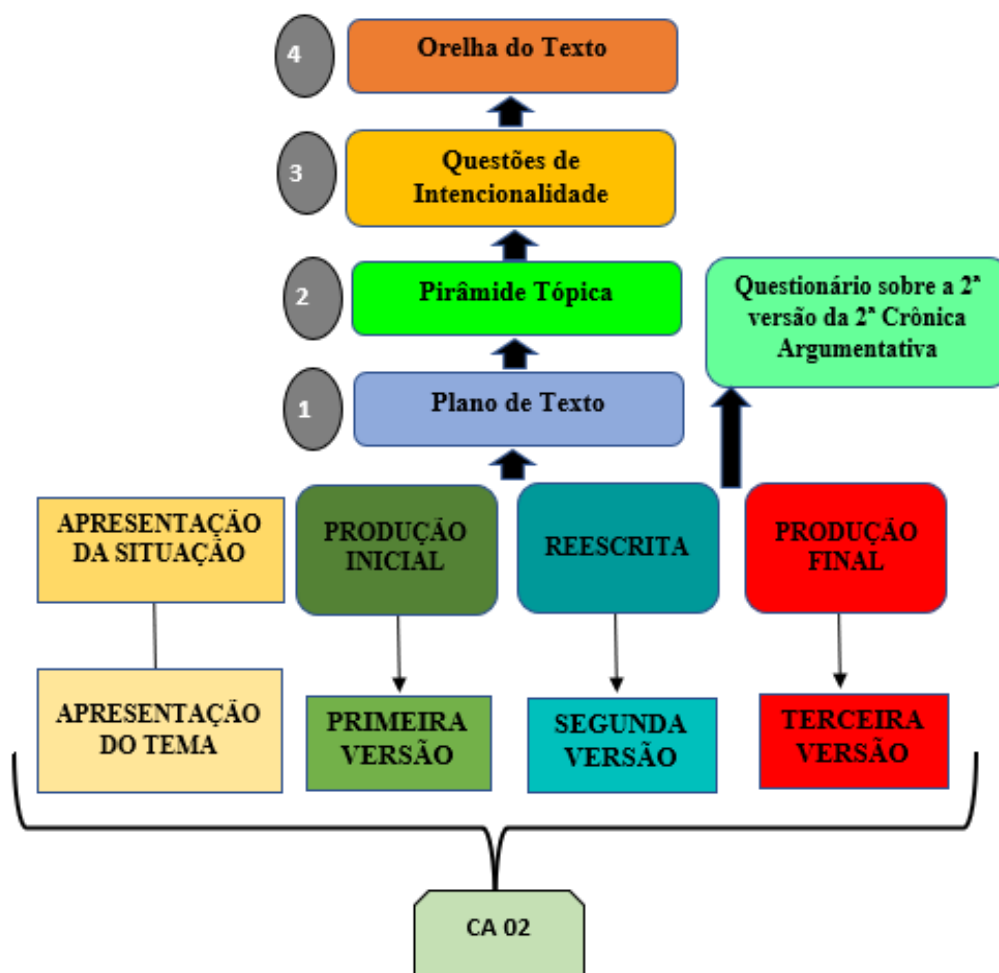 4
Orelha do Texto
3
Questões de
Intencionalidade
2
Pirâmide Tópica
Questionário sobre a 2ª
versão da 2ª Crônica
Argumentativa
1
Plano de Texto
APRESENTAÇÃO
DA SITUAÇÃO
PRODUÇÃO
INICIAL
REESCRITA
PRODUÇÃO
FINAL
APRESENTAÇÃO
DO TEMA
PRIMEIRA
VERSÃO
SEGUNDA
VERSÃO
TERCEIRA
VERSÃO
CA 02